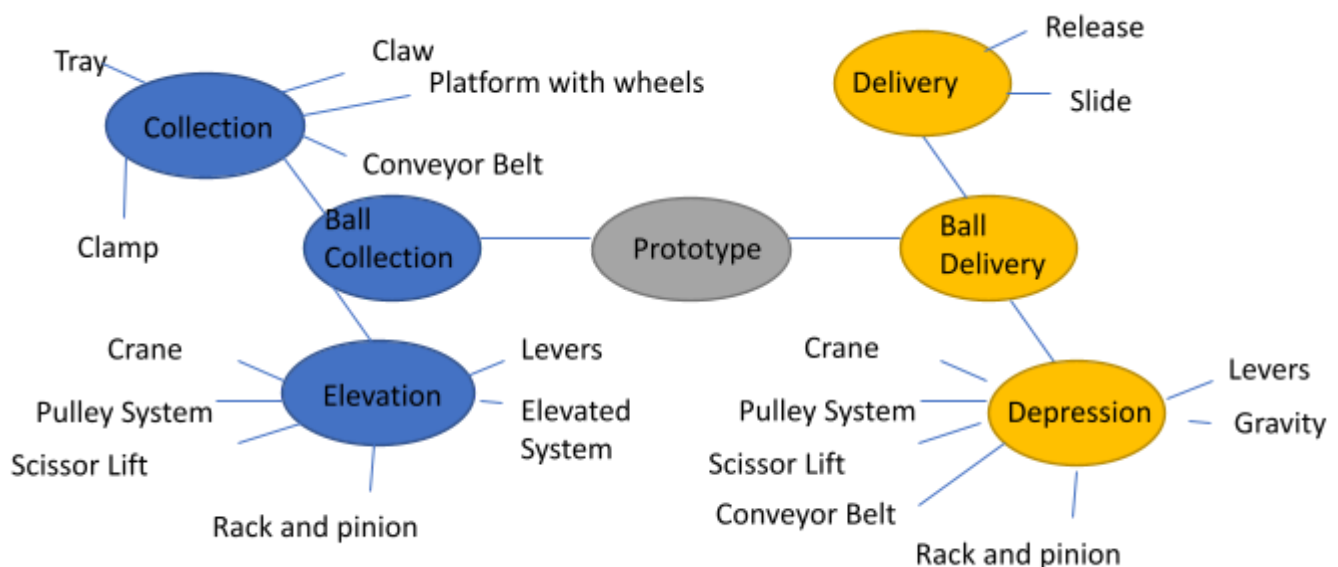 Tray
Claw
Platform with wheels
Collection
Conveyor Belt
Clamp
Ball
Collection
Crane
Levers
Pulley System
Elevation
Elevated
System
Scissor Lift
Rack and pinion
Prototype
Release
Delivery
Slide
Ball
Delivery
Crane
Levers
Pulley System
Depression
Gravity
Scissor Lift
Conveyor Belt
Rack and pinion